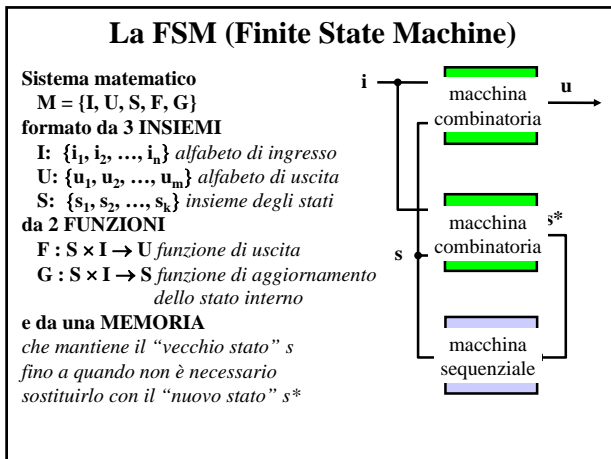 La FSM (Finite State Machine)
Sistema matematico
M = {I, U, S, F, G}
formato da 3 INSIEMI
I: {i₁, i₂, …, iₙ} alfabeto di ingresso
U: {u₁, u₂, …, uₘ} alfabeto di uscita
S: {s₁, s₂, …, sₖ} insieme degli stati
da 2 FUNZIONI
F : S × I → U funzione di uscita
G : S × I → S funzione di aggiornamento
dello stato interno
e da una MEMORIA
che mantiene il “vecchio stato” s
fino a quando non è necessario
sostituirlo con il “nuovo stato” s*
i
macchina
combinatoria
u
macchina
combinatoria
s*
s
macchina
sequenziale